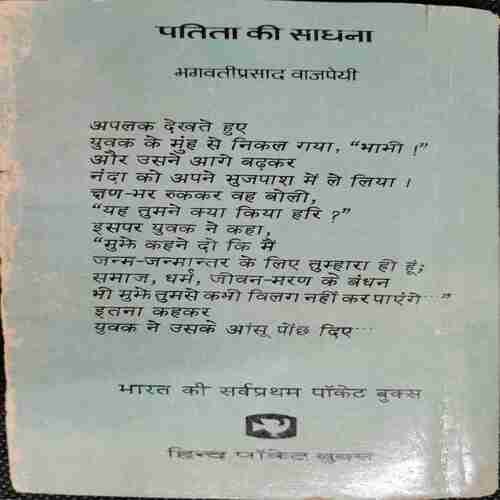 पतिता की साधना
भगवतीप्रसाद वाजपेयी
अपलक देखते हुए
युवक के मुंह से निकल गया, “भाभी !”
और उसने आगे बढ़कर
नंदा को अपने भुजपाश में ले लिया ।
क्षण-भर रुककर वह बोली,
“यह तुमने क्या किया हरि ?”
इसपर युवक ने कहा,
“मुझे कहने दो कि मैं
जन्म-जन्मान्तर के लिए तुम्हारा ही हूं;
समाज, धर्म, जीवन-मरण के बंधन
भी मुझे तुमसे कभी विलग नहीं कर पाएंगे...”
इतना कहकर
युवक ने उसके आंसू पोंछ दिए...
भारत की सर्वप्रथम पॉकेट बुक्स
हिन्द पॉकेट बुक्स